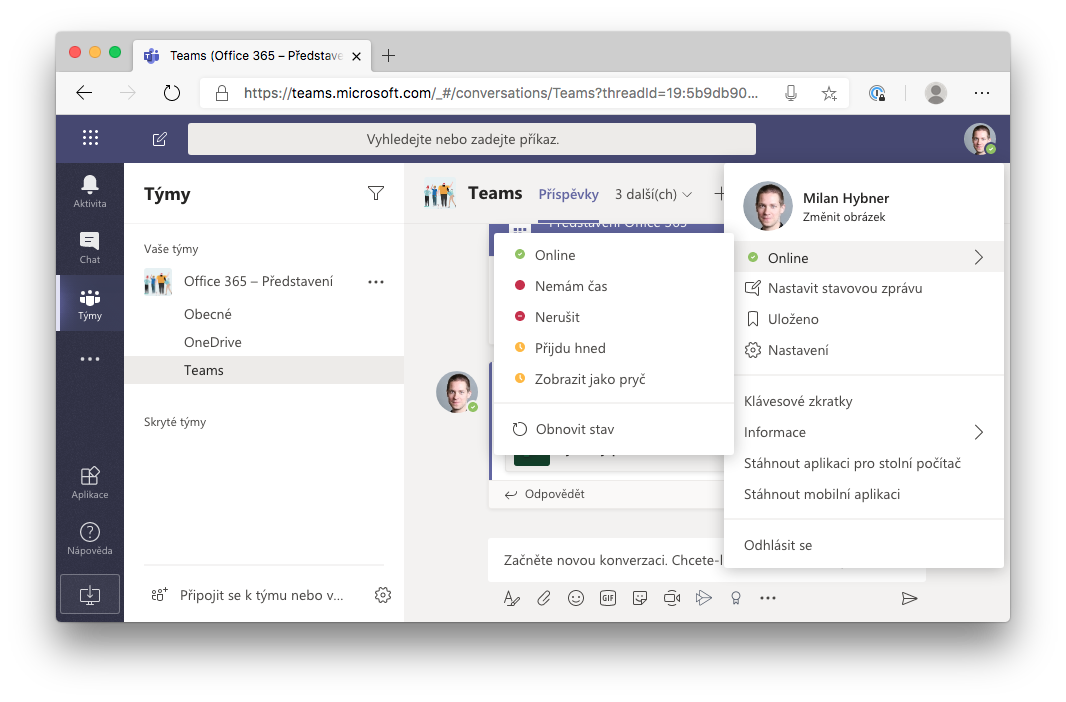 Teams (Office 365 – Představe
https://teams.microsoft.com/_#/conversations/Teams?threadId=19:5b9db90...
Vyhledejte nebo zadejte příkaz.
Aktivita
Chat
Týmy
Aplikace
Nápověda
Týmy
Vaše týmy
Office 365 – Představení
Obecné
OneDrive
Teams
Skryté týmy
Připojit se k týmu nebo v...
Teams
Příspěvky
3 další(ch)
Představení Office 365
Online
Nemám čas
Nerušit
Přijdu hned
Zobrazit jako pryč
Obnovit stav
Odpovědět
Začněte novou konverzaci. Chcete-l
GIF
Milan Hybner
Změnit obrázek
Online
Nastavit stavovou zprávu
Uloženo
Nastavení
Klávesové zkratky
Informace
Stáhnout aplikaci pro stolní počítač
Stáhnout mobilní aplikaci
Odhlásit se